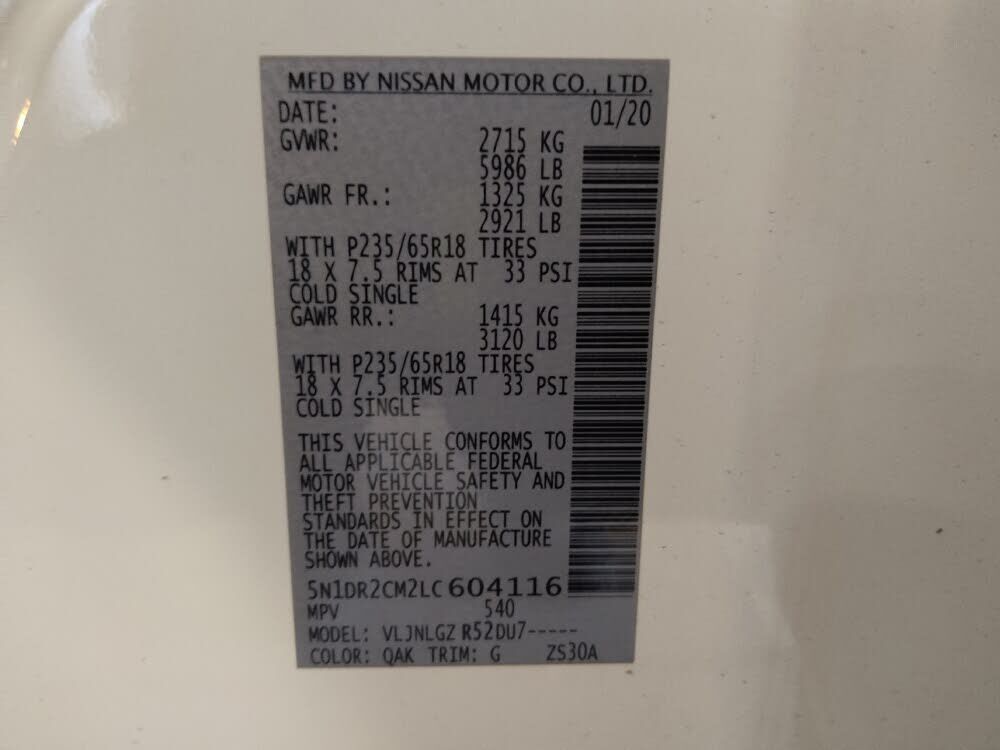 MFD BY NISSAN MOTOR CO., LTD.
DATE: 01/20
GVWR: 2715 KG
5986 LB
GAWR FR.: 1325 KG
2921 LB
WITH P235/65R18 TIRES
18 X 7.5 RIMS AT 33 PSI
COLD SINGLE
GAWR RR.: 1415 KG
3120 LB
WITH P235/65R18 TIRES
18 X 7.5 RIMS AT 33 PSI
COLD SINGLE
THIS VEHICLE CONFORMS TO
ALL APPLICABLE FEDERAL
MOTOR VEHICLE SAFETY AND
THEFT PREVENTION
STANDARDS IN EFFECT ON
THE DATE OF MANUFACTURE
SHOWN ABOVE.
5N1DR2CM2LC604116
MPV 540
MODEL: VLJNLGZ R52DU7-----
COLOR: QAK TRIM: G ZS30A